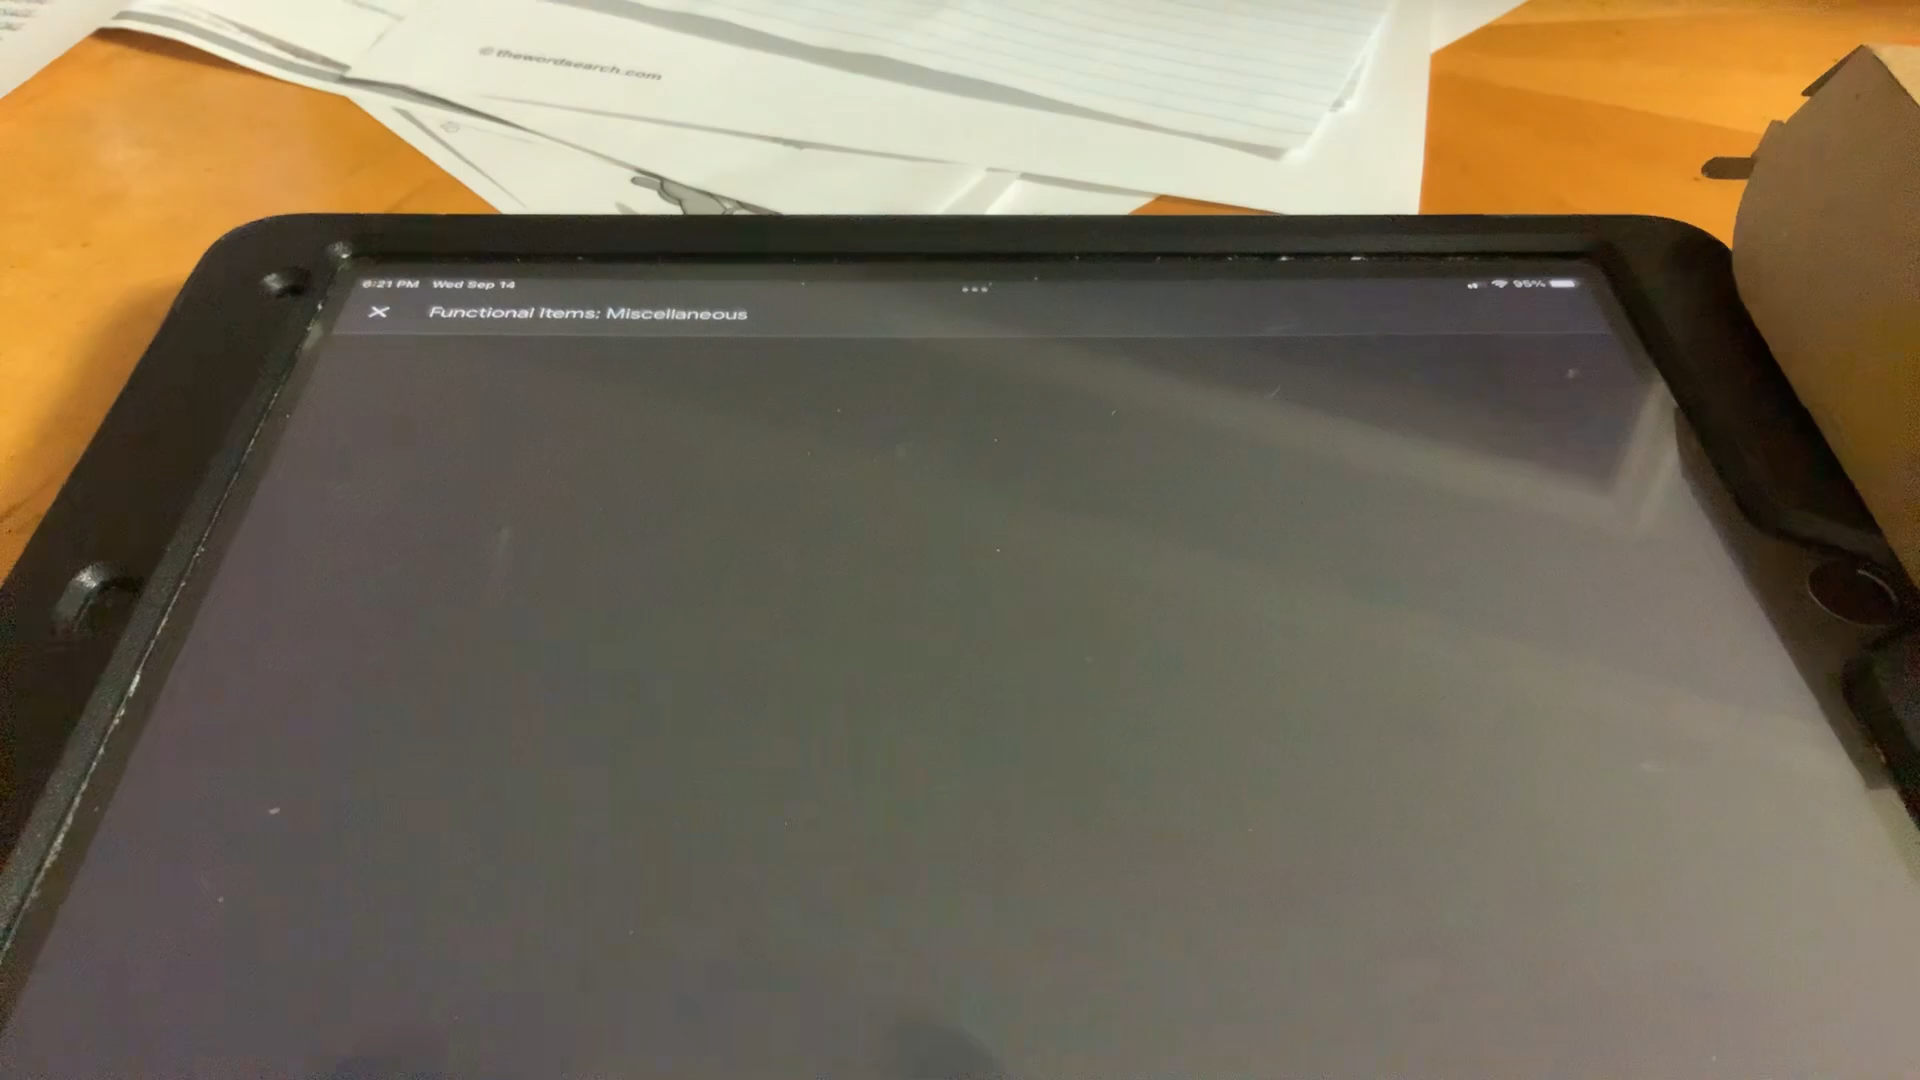 © thewordsearch.com
6:21 PM Wed Sep 14
95%
Functional Items: Miscellaneous